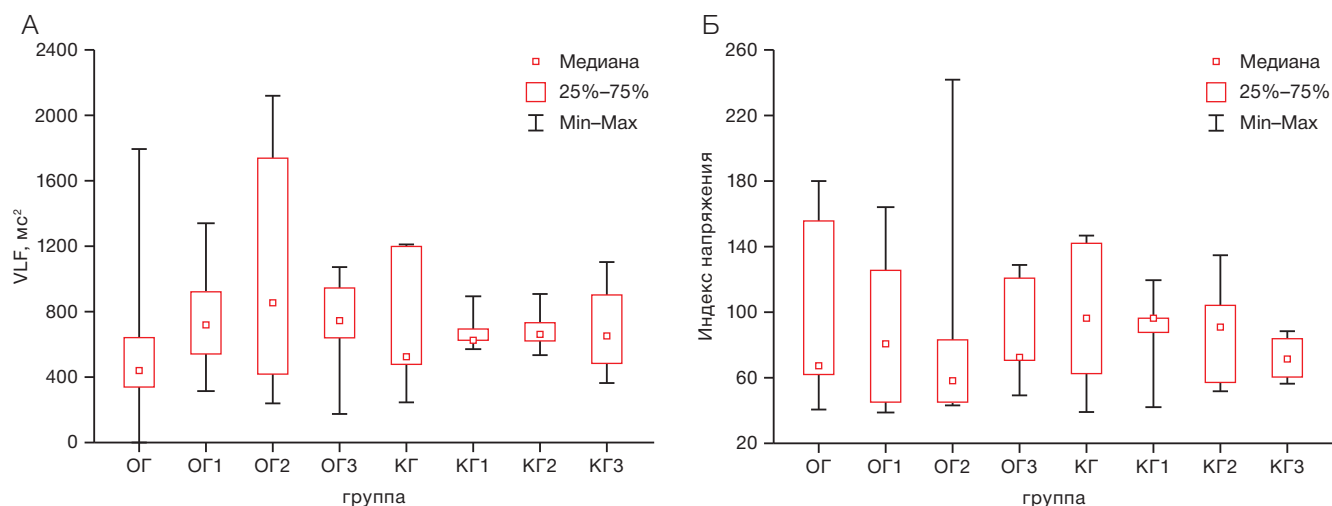 А
2400
2000
1600
1200
800
400
0
VLF, мс²
Медиана
25%–75%
Min–Max
ОГ ОГ1 ОГ2 ОГ3 КГ КГ1 КГ2 КГ3
группа
Б
260
220
180
140
100
60
20
Индекс напряжения
Медиана
25%–75%
Min–Max
ОГ ОГ1 ОГ2 ОГ3 КГ КГ1 КГ2 КГ3
группа